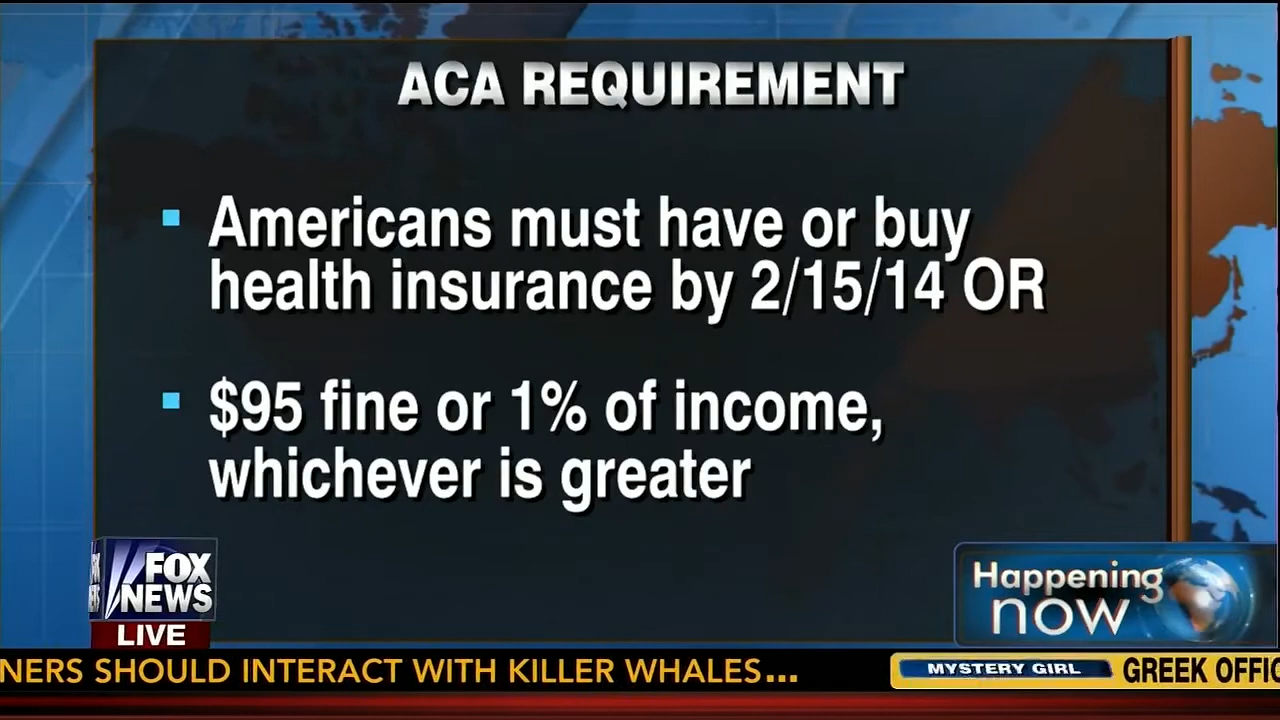 ACA REQUIREMENT
Americans must have or buy
health insurance by 2/15/14 OR
$95 fine or 1% of income,
whichever is greater
FOX
NEWS
LIVE
Happening
now
NERS SHOULD INTERACT WITH KILLER WHALES...
MYSTERY GIRL
GREEK OFFIC